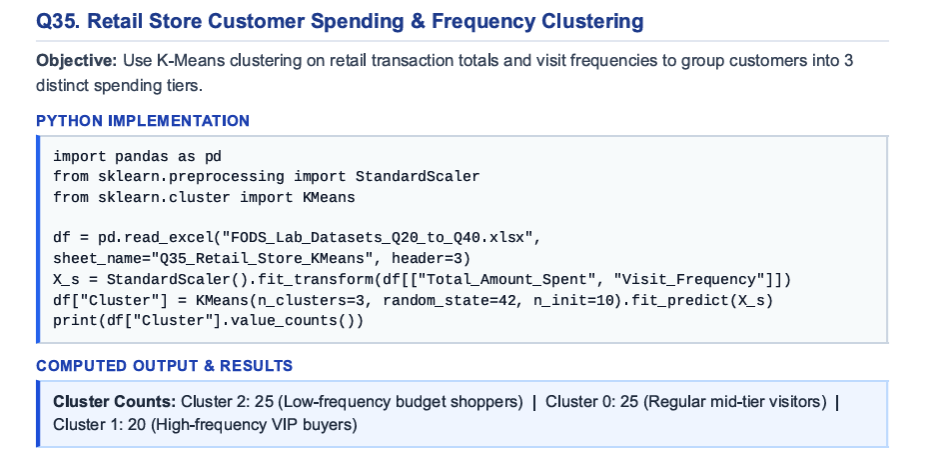 Q35. Retail Store Customer Spending & Frequency Clustering
Objective: Use K-Means clustering on retail transaction totals and visit frequencies to group customers into 3
distinct spending tiers.
PYTHON IMPLEMENTATION
import pandas as pd
from sklearn.preprocessing import StandardScaler
from sklearn.cluster import KMeans
df = pd.read_excel("FODS_Lab_Datasets_Q20_to_Q40.xlsx",
sheet_name="Q35_Retail_Store_KMeans", header=3)
X_s = StandardScaler().fit_transform(df[["Total_Amount_Spent", "Visit_Frequency"]])
df["Cluster"] = KMeans(n_clusters=3, random_state=42, n_init=10).fit_predict(X_s)
print(df["Cluster"].value_counts())
COMPUTED OUTPUT & RESULTS
Cluster Counts: Cluster 2: 25 (Low-frequency budget shoppers) | Cluster 0: 25 (Regular mid-tier visitors) |
Cluster 1: 20 (High-frequency VIP buyers)